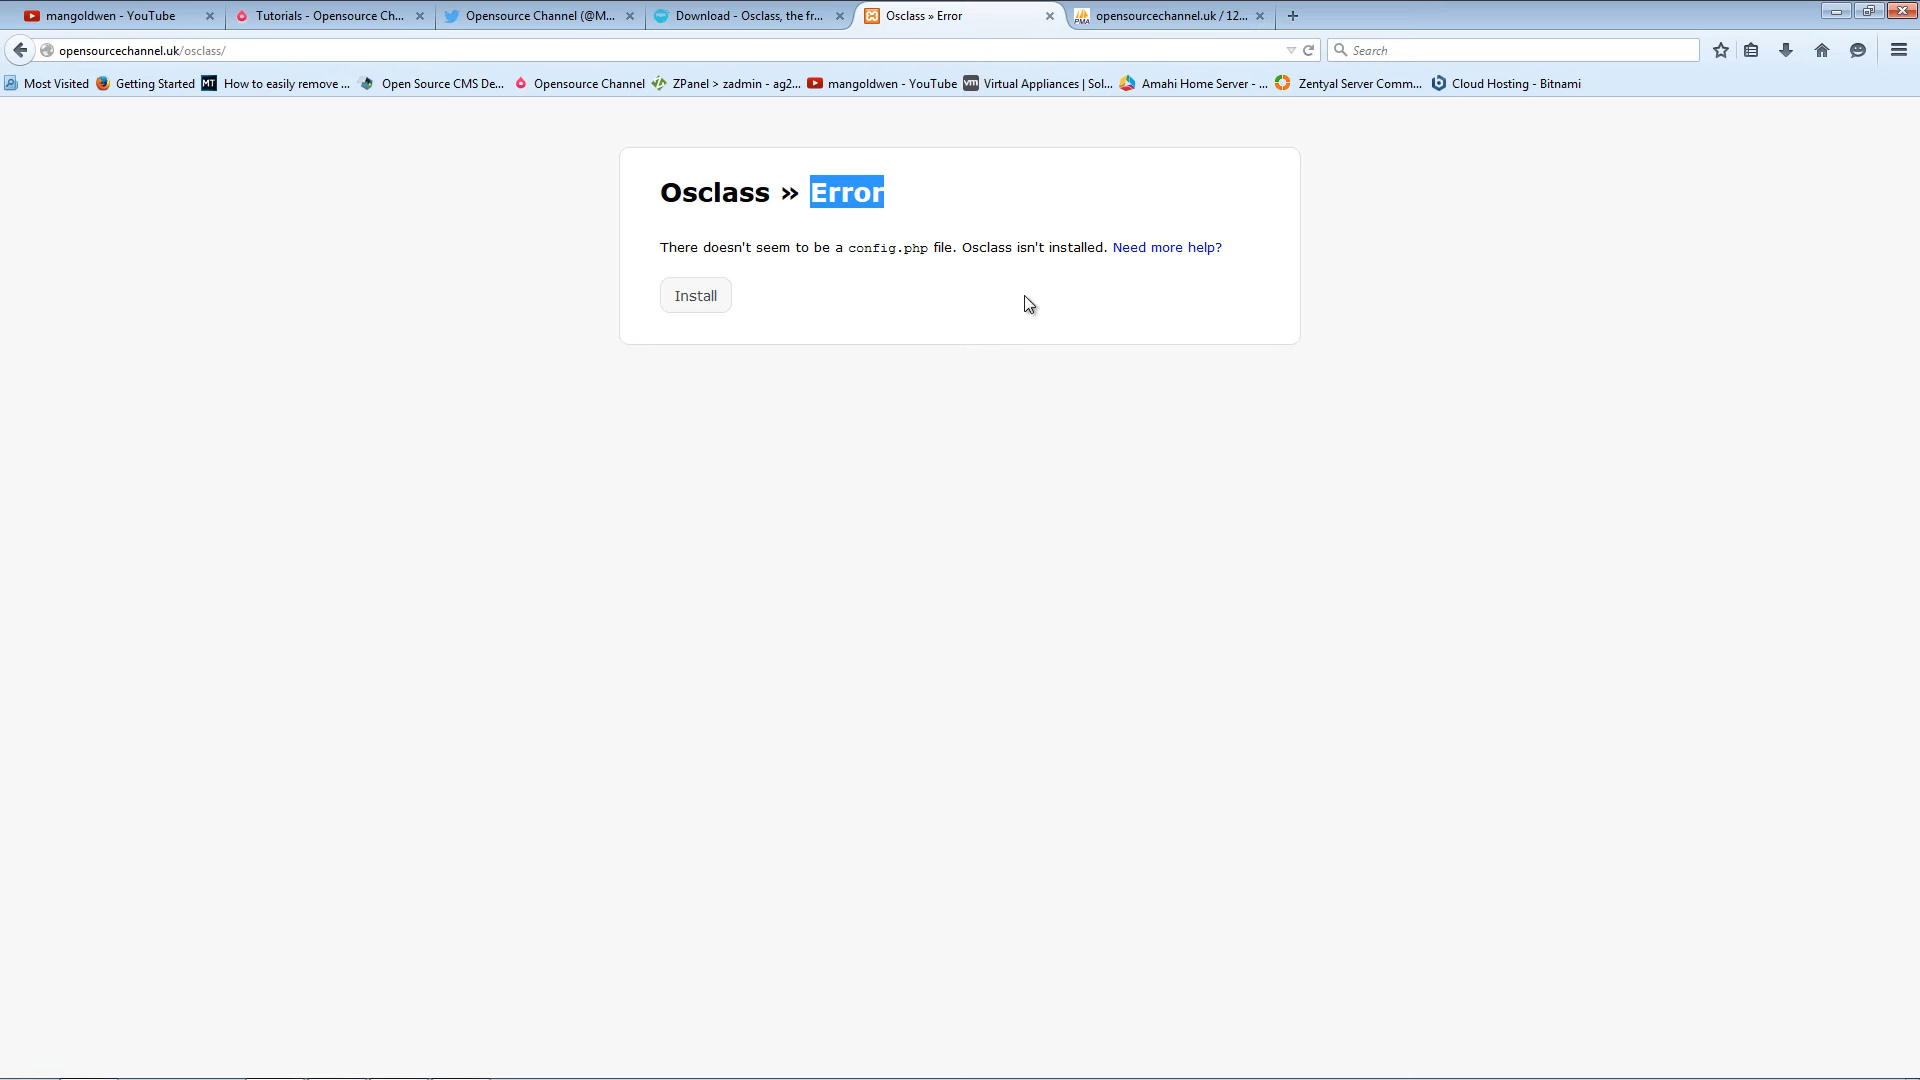 mangoldwen - YouTube
Tutorials - Opensource Ch...
Opensource Channel (@M...
Download - Osclass, the fr...
Osclass » Error
opensourcechannel.uk / 12...
opensourcechannel.uk/osclass/
Search
Most Visited
Getting Started
MT
How to easily remove ...
Open Source CMS De...
Opensource Channel
ZPanel > zadmin - ag2...
mangoldwen - YouTube
vm
Virtual Appliances | Sol...
Amahi Home Server - ...
Zentyal Server Comm...
Cloud Hosting - Bitnami
Osclass » Error
There doesn't seem to be a config.php file. Osclass isn't installed. Need more help?
Install